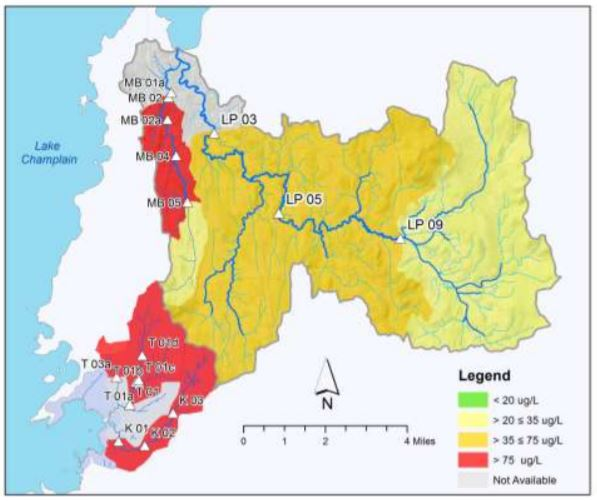 MB 01a
MB 02
MB 02a
LP 03
Lake
Champlain
MB 04
MB 05
LP 05
LP 09
T 01d
T 03a
T 01b
T 01c
T 01a
T 01
K 03
K 01
K 02
N
0 1 2 4 Miles
Legend
< 20 ug/L
> 20 ≤ 35 ug/L
> 35 ≤ 75 ug/L
> 75 ug/L
Not Available